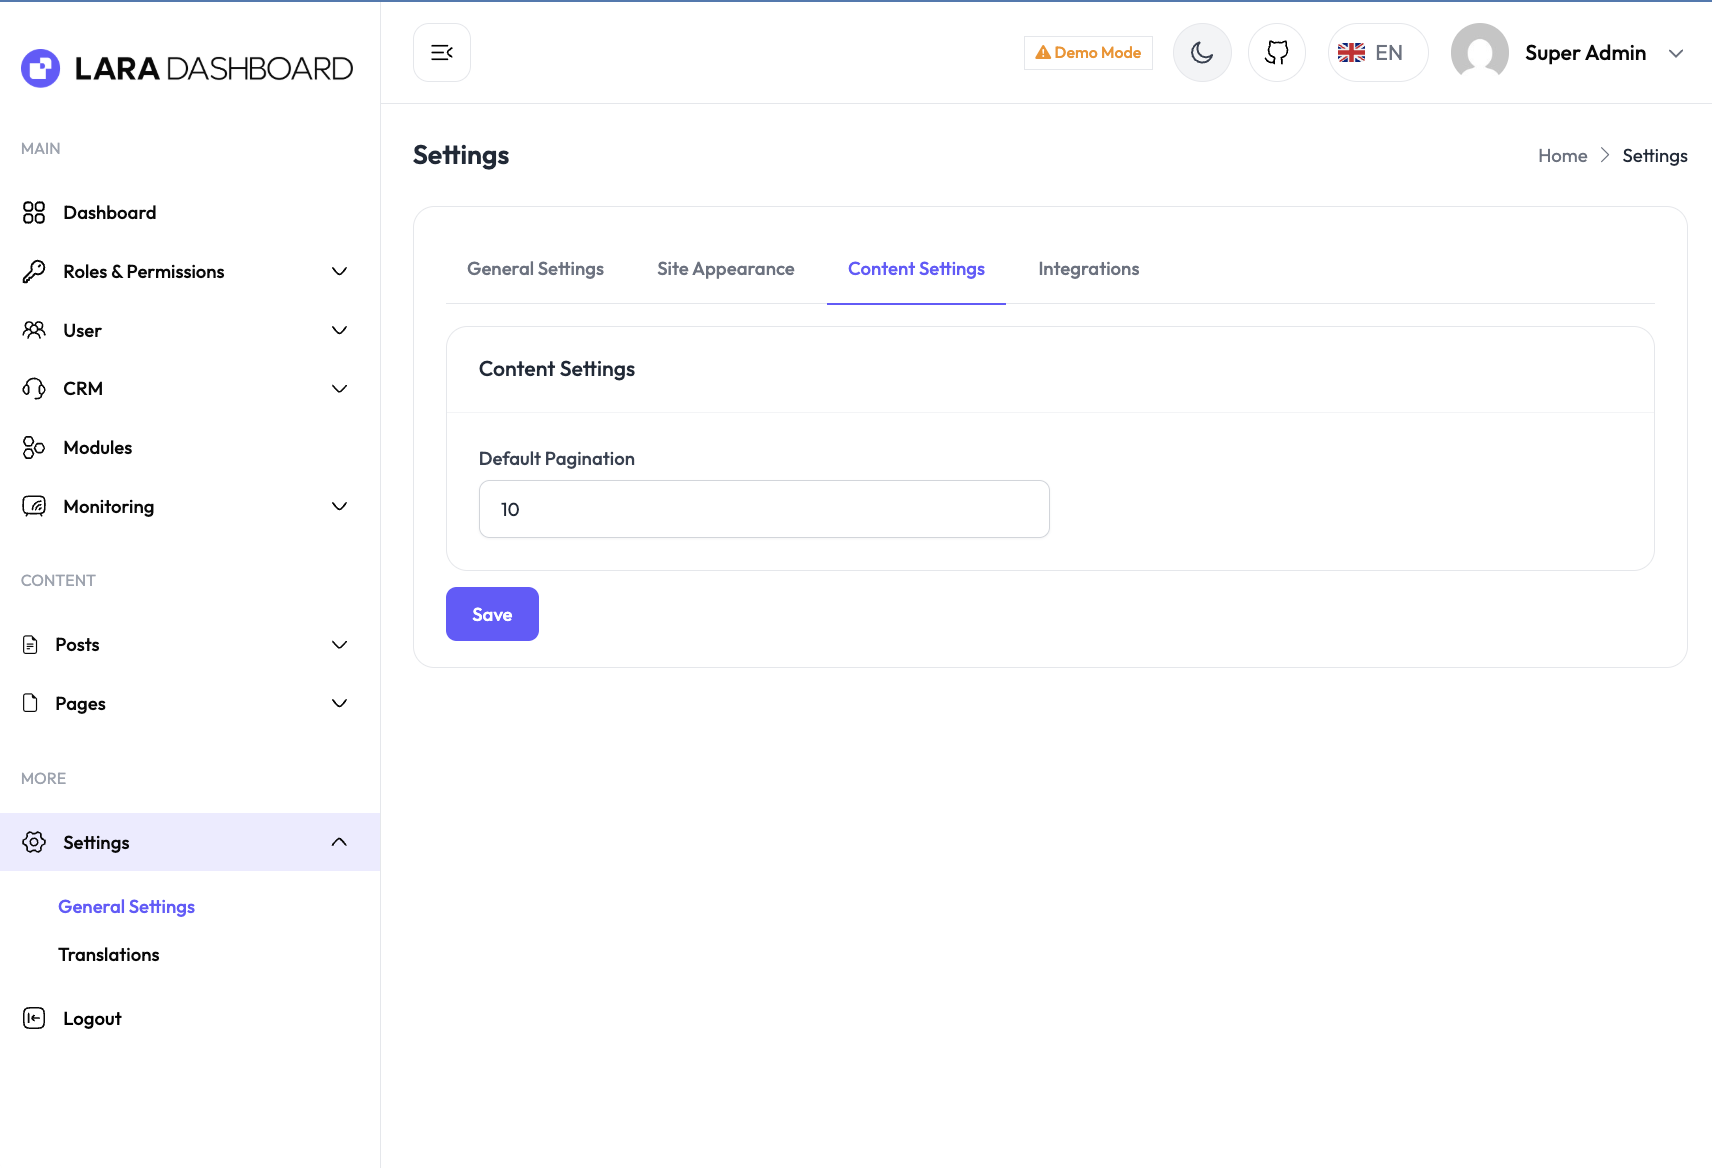 LARA DASHBOARD
MAIN
Dashboard
Roles & Permissions
User
CRM
Modules
Monitoring
CONTENT
Posts
Pages
MORE
Settings
General Settings
Translations
Logout
Demo Mode
EN
Super Admin
Settings
Home > Settings
General Settings
Site Appearance
Content Settings
Integrations
Content Settings
Default Pagination
10
Save